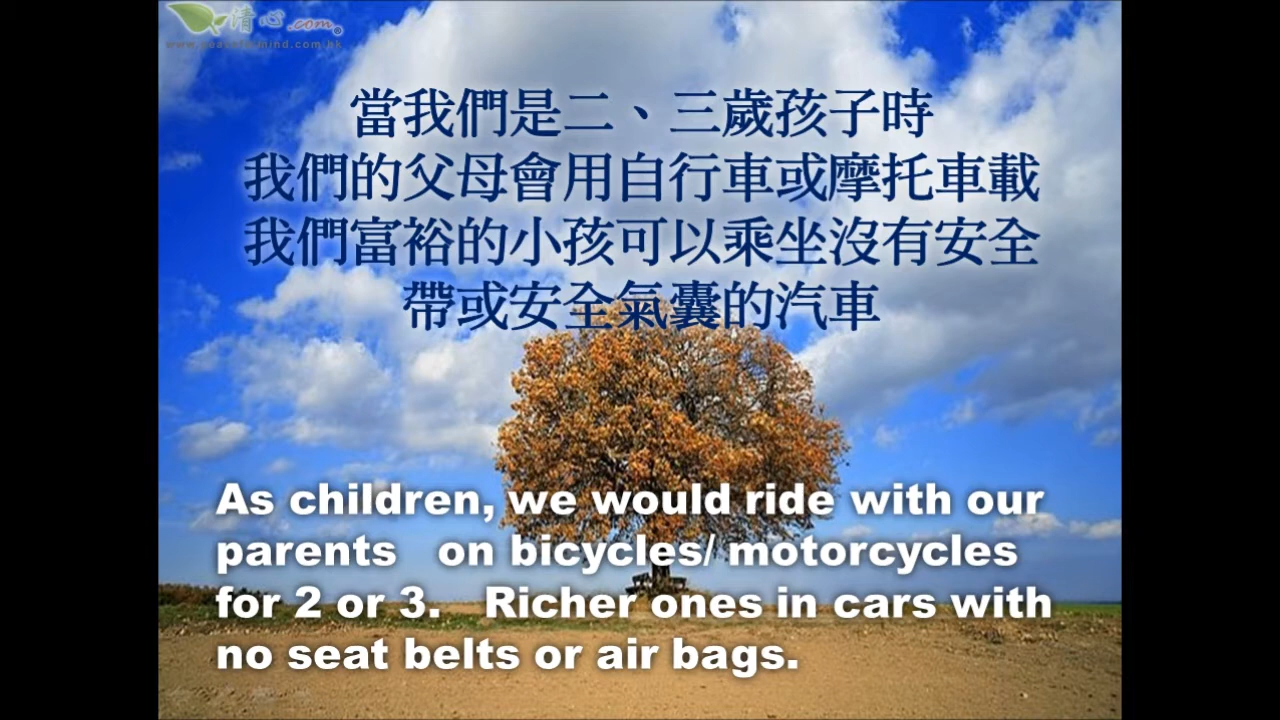 清心.com
當我們是二、三歲孩子時
我們的父母會用自行車或摩托車載
我們富裕的小孩可以乘坐沒有安全
帶或安全氣囊的汽車
As children, we would ride with our
parents on bicycles/ motorcycles
for 2 or 3. Richer ones in cars with
no seat belts or air bags.